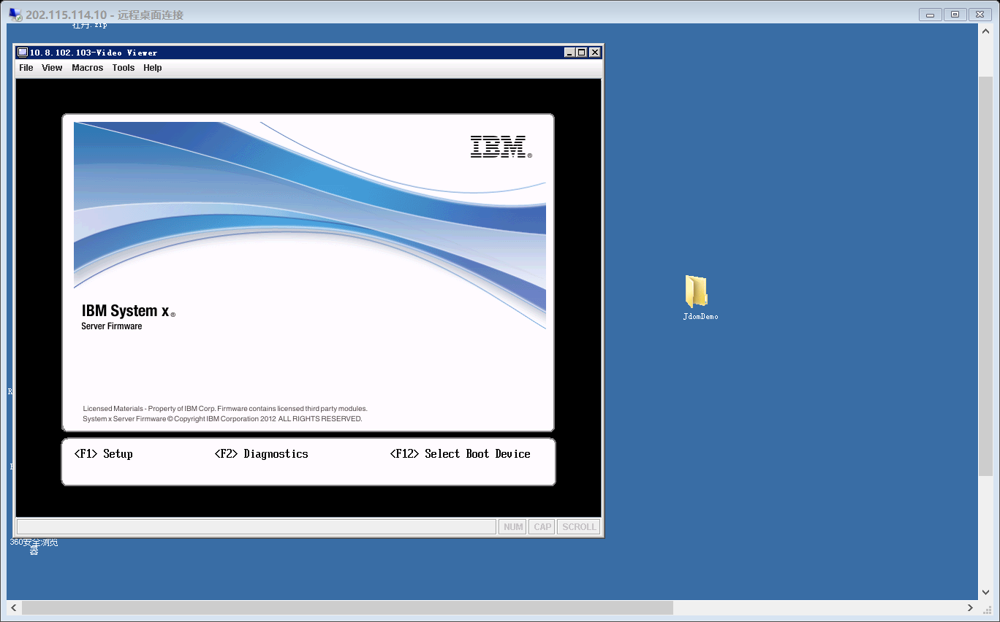 202.115.114.10 - 远程桌面连接
牡丹.zip
10.8.102.103-Video Viewer
File View Macros Tools Help
IBM®
IBM System x®
Server Firmware
Licensed Materials - Property of IBM Corp. Firmware contains licensed third party modules.
System x Server Firmware © Copyright IBM Corporation 2012 ALL RIGHTS RESERVED.
<F1> Setup <F2> Diagnostics <F12> Select Boot Device
NUM CAP SCROLL
JdomDemo
360安全浏览
器